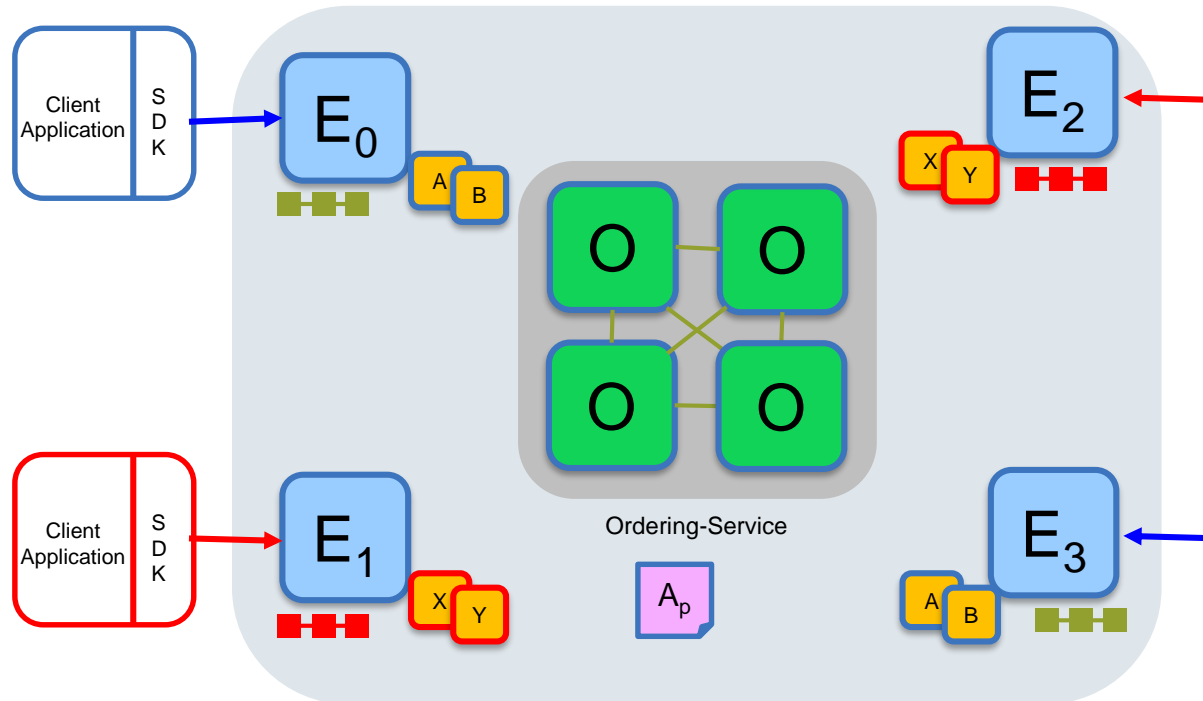 Client
Application
S
D
K
E0
A
B
E2
X
Y
O
O
O
O
Ordering-Service
Client
Application
S
D
K
E1
X
Y
Ap
E3
A
B